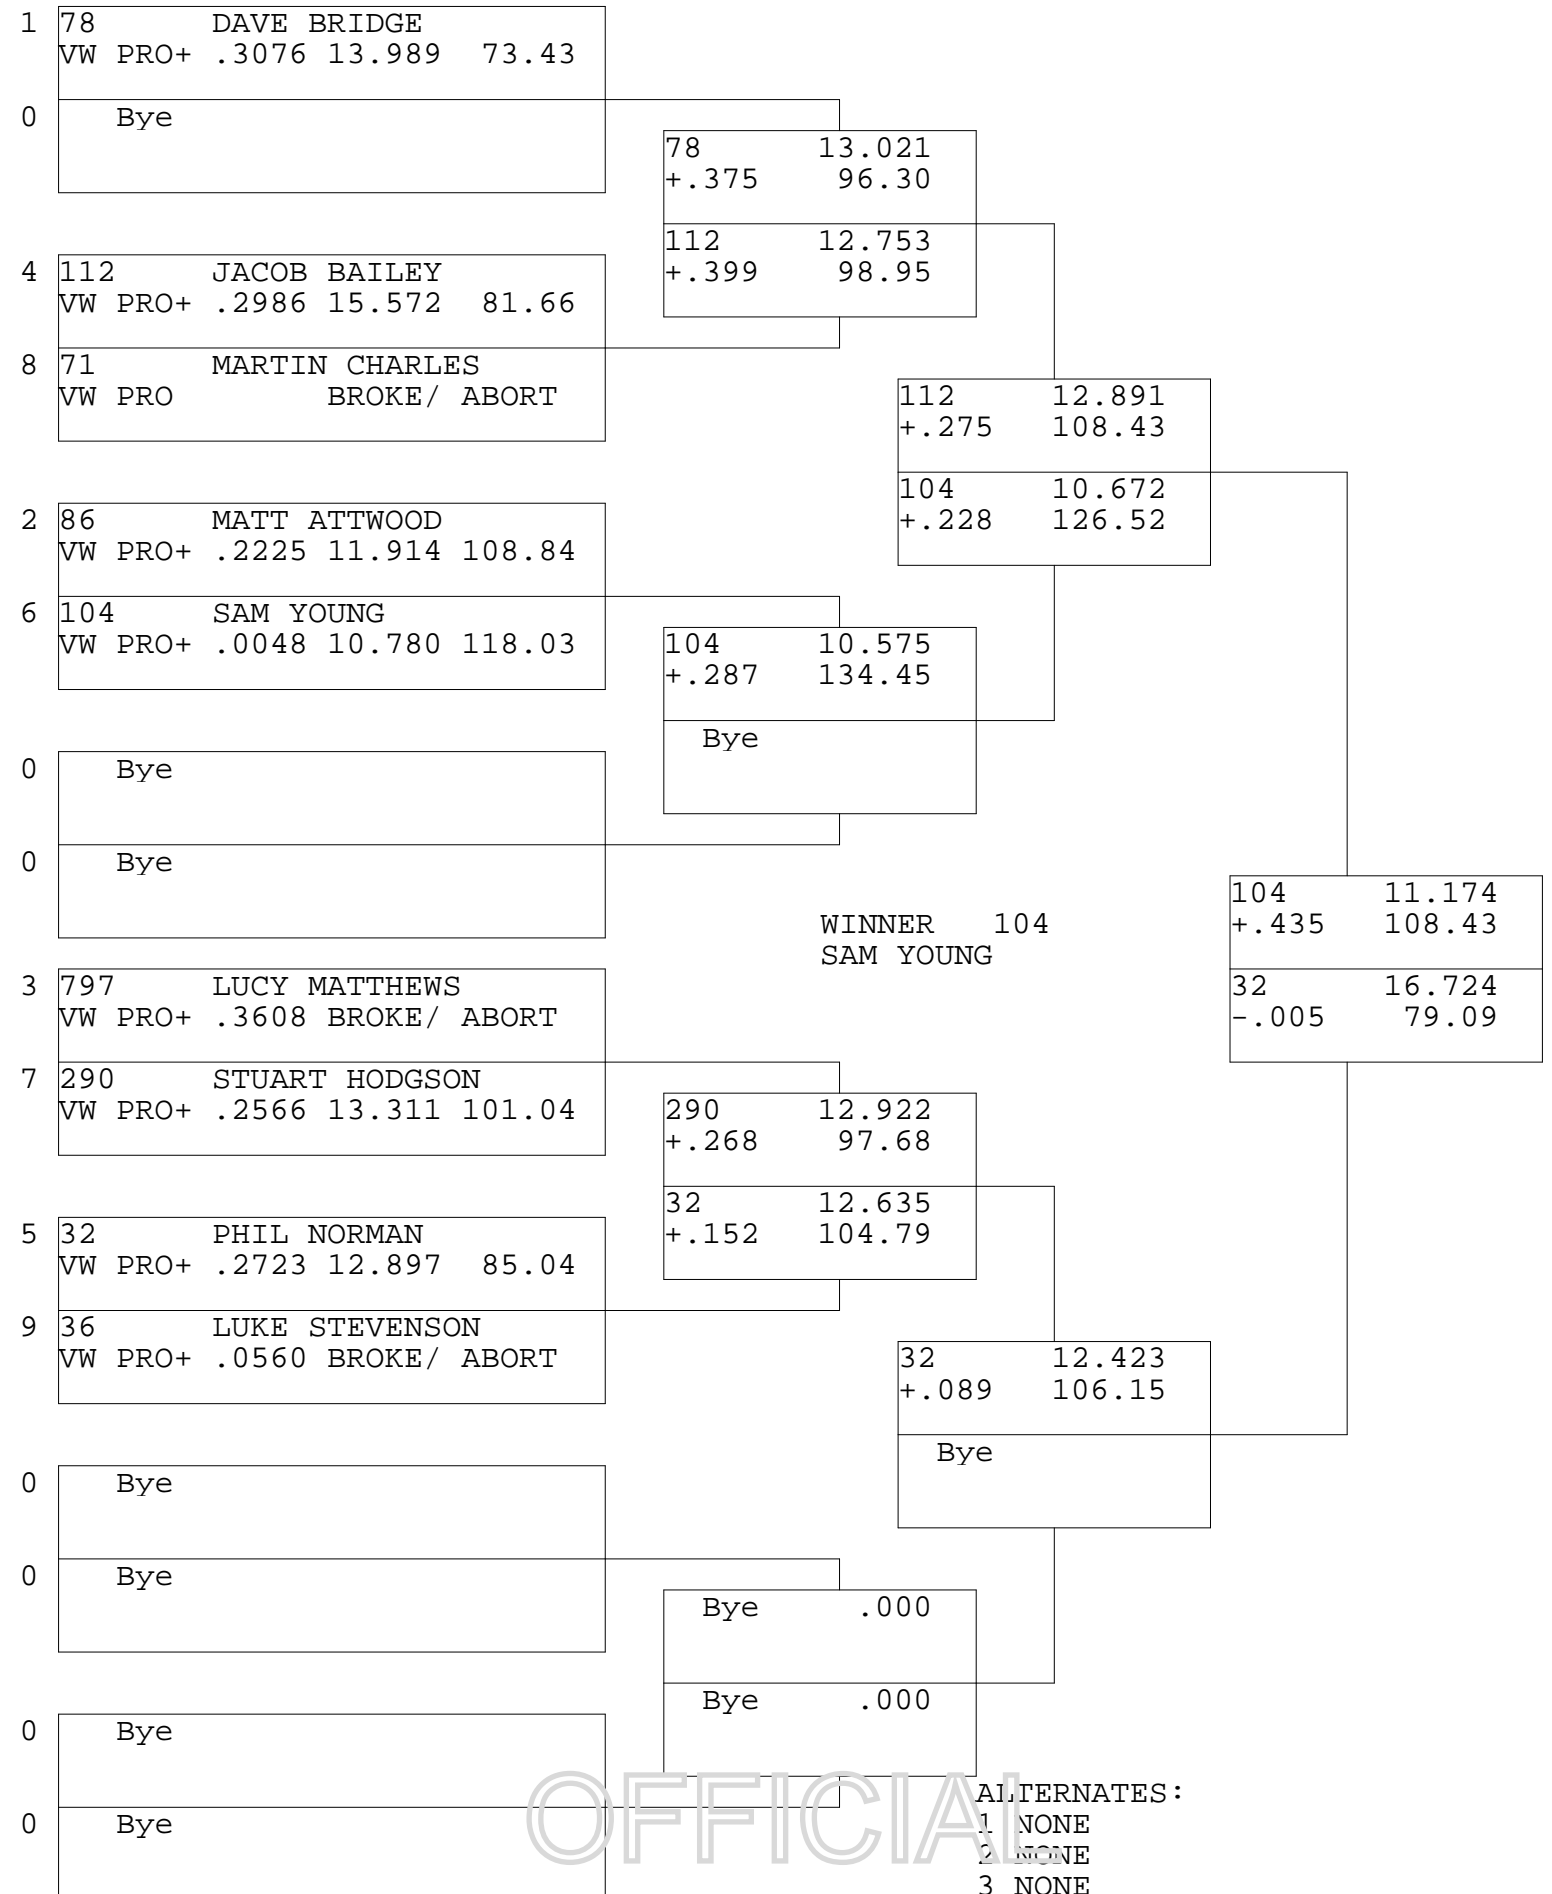 1 78 DAVE BRIDGE
VW PRO+ .3076 13.989 73.43
0 Bye
4 112 JACOB BAILEY
VW PRO+ .2986 15.572 81.66
8 71 MARTIN CHARLES
VW PRO BROKE/ ABORT
2 86 MATT ATTWOOD
VW PRO+ .2225 11.914 108.84
6 104 SAM YOUNG
VW PRO+ .0048 10.780 118.03
0 Bye
0 Bye
3 797 LUCY MATTHEWS
VW PRO+ .3608 BROKE/ ABORT
7 290 STUART HODGSON
VW PRO+ .2566 13.311 101.04
5 32 PHIL NORMAN
VW PRO+ .2723 12.897 85.04
9 36 LUKE STEVENSON
VW PRO+ .0560 BROKE/ ABORT
0 Bye
0 Bye
0 Bye
0 Bye
78 13.021
+.375 96.30
112 12.753
+.399 98.95
104 10.575
+.287 134.45
Bye
290 12.922
+.268 97.68
32 12.635
+.152 104.79
Bye .000
Bye .000
112 12.891
+.275 108.43
104 10.672
+.228 126.52
32 12.423
+.089 106.15
Bye
104 11.174
+.435 108.43
32 16.724
-.005 79.09
WINNER 104
SAM YOUNG
OFFICIAL
ALTERNATES:
1 NONE
2 NONE
3 NONE